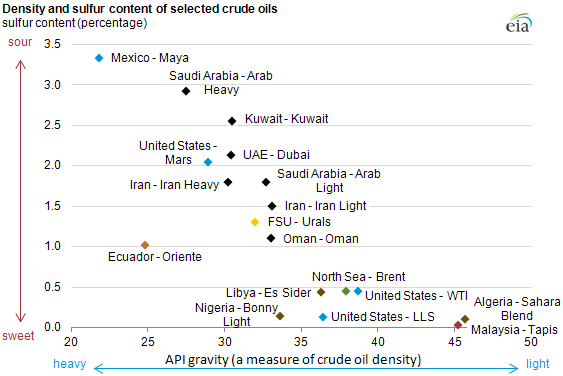 Density and sulfur content of selected crude oils
sulfur content (percentage)
eia
sour
3.5
Mexico - Maya
Saudi Arabia - Arab
Heavy
3.0
2.5
Kuwait - Kuwait
United States -
Mars
UAE - Dubai
2.0
Iran - Iran Heavy
Saudi Arabia - Arab
Light
1.5
Iran - Iran Light
FSU - Urals
Oman - Oman
1.0
Ecuador - Oriente
0.5
North Sea - Brent
Libya - Es Sider
United States - WTI
Nigeria - Bonny
Light
United States - LLS
Algeria - Sahara
Blend
Malaysia - Tapis
sweet
0.0
20 25 30 35 40 45 50
heavy API gravity (a measure of crude oil density) light